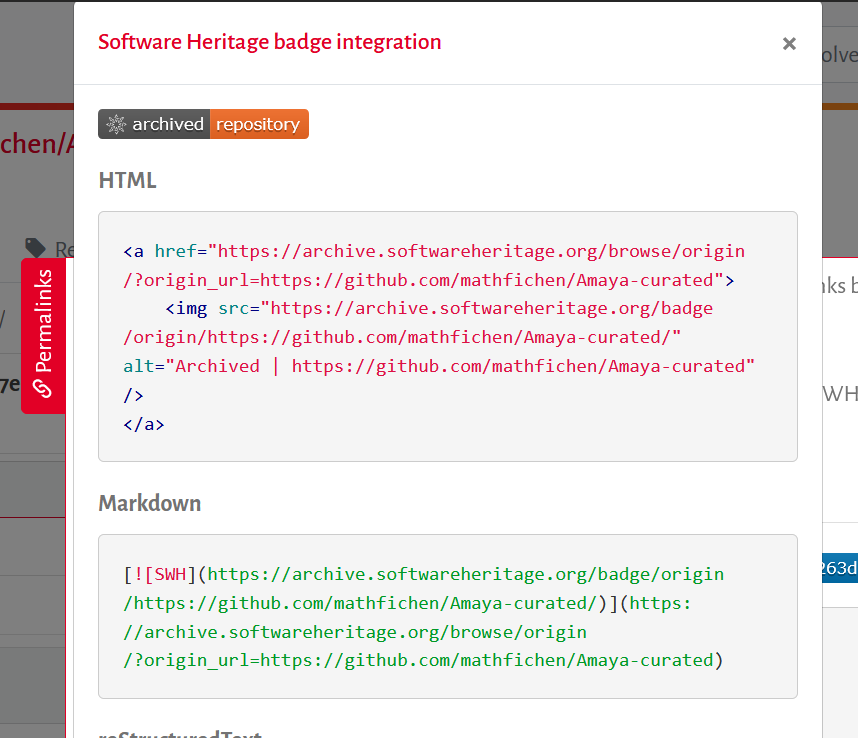 Software Heritage badge integration
×
olve
archived repository
chen/A
HTML
Re
<a href="https://archive.softwareheritage.org/browse/origin
/?origin_url=https://github.com/mathfichen/Amaya-curated">
<img src="https://archive.softwareheritage.org/badge
/origin/https://github.com/mathfichen/Amaya-curated/"
alt="Archived | https://github.com/mathfichen/Amaya-curated"
/>
</a>
Permalinks
/
7e
nks b
WH
Markdown
[![SWH](https://archive.softwareheritage.org/badge/origin
/https://github.com/mathfichen/Amaya-curated/)](https:
//archive.softwareheritage.org/browse/origin
/?origin_url=https://github.com/mathfichen/Amaya-curated)
263d
reStructuredText